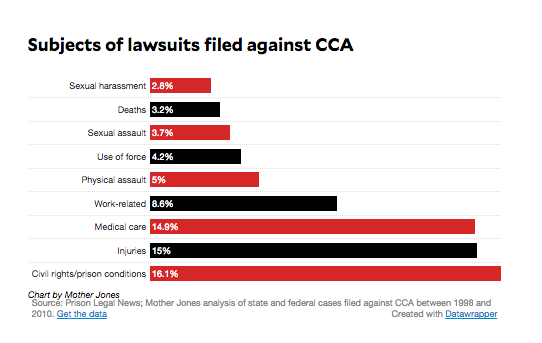 Subjects of lawsuits filed against CCA
Sexual harassment 2.8%
Deaths 3.2%
Sexual assault 3.7%
Use of force 4.2%
Physical assault 5%
Work-related 8.6%
Medical care 14.9%
Injuries 15%
Civil rights/prison conditions 16.1%
Chart by Mother Jones
Source: Prison Legal News; Mother Jones analysis of state and federal cases filed against CCA between 1998 and
2010. Get the data Created with Datawrapper